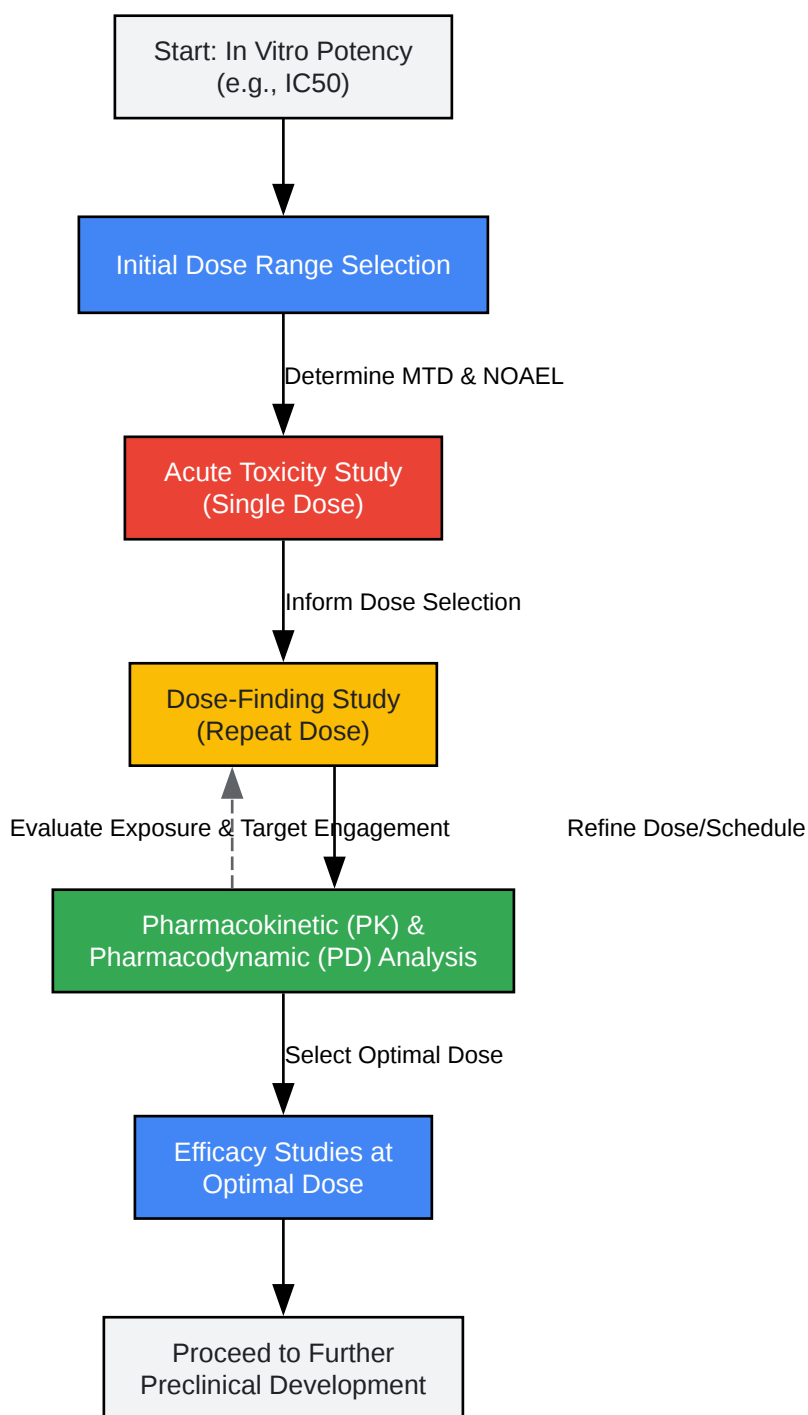 Start: In Vitro Potency
(e.g., IC50)
Initial Dose Range Selection
Determine MTD & NOAEL
Acute Toxicity Study
(Single Dose)
Inform Dose Selection
Dose-Finding Study
(Repeat Dose)
Evaluate Exposure & Target Engagement
Refine Dose/Schedule
Pharmacokinetic (PK) &
Pharmacodynamic (PD) Analysis
Select Optimal Dose
Efficacy Studies at
Optimal Dose
Proceed to Further
Preclinical Development